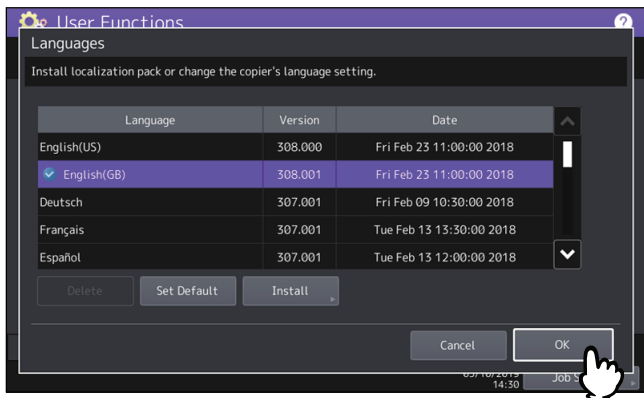 User Functions ?
Languages
Install localization pack or change the copier's language setting.
Language Version Date
English(US) 308.000 Fri Feb 23 11:00:00 2018
English(GB) 308.001 Fri Feb 23 11:00:00 2018
Deutsch 307.001 Fri Feb 09 10:30:00 2018
Français 307.001 Tue Feb 13 13:30:00 2018
Español 307.001 Tue Feb 13 12:00:00 2018
Delete Set Default Install
Cancel OK
14:30 Job S